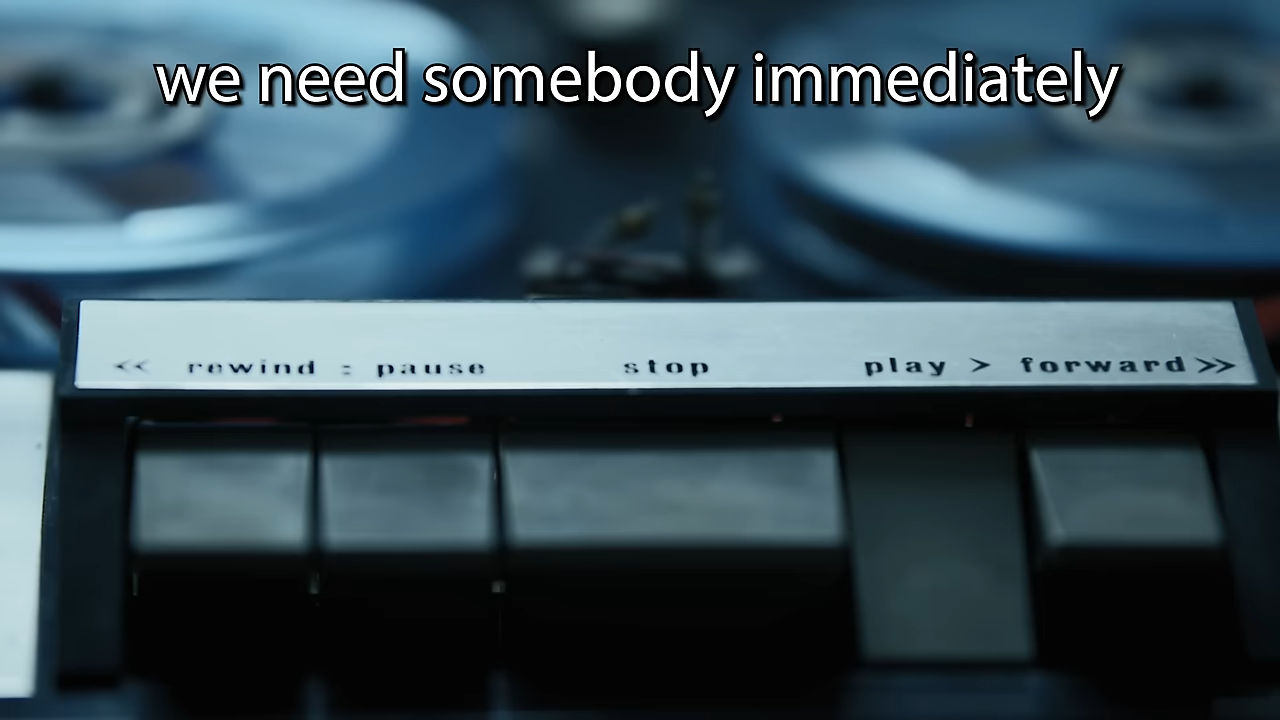 we need somebody immediately
<< rewind : pause stop play > forward >>